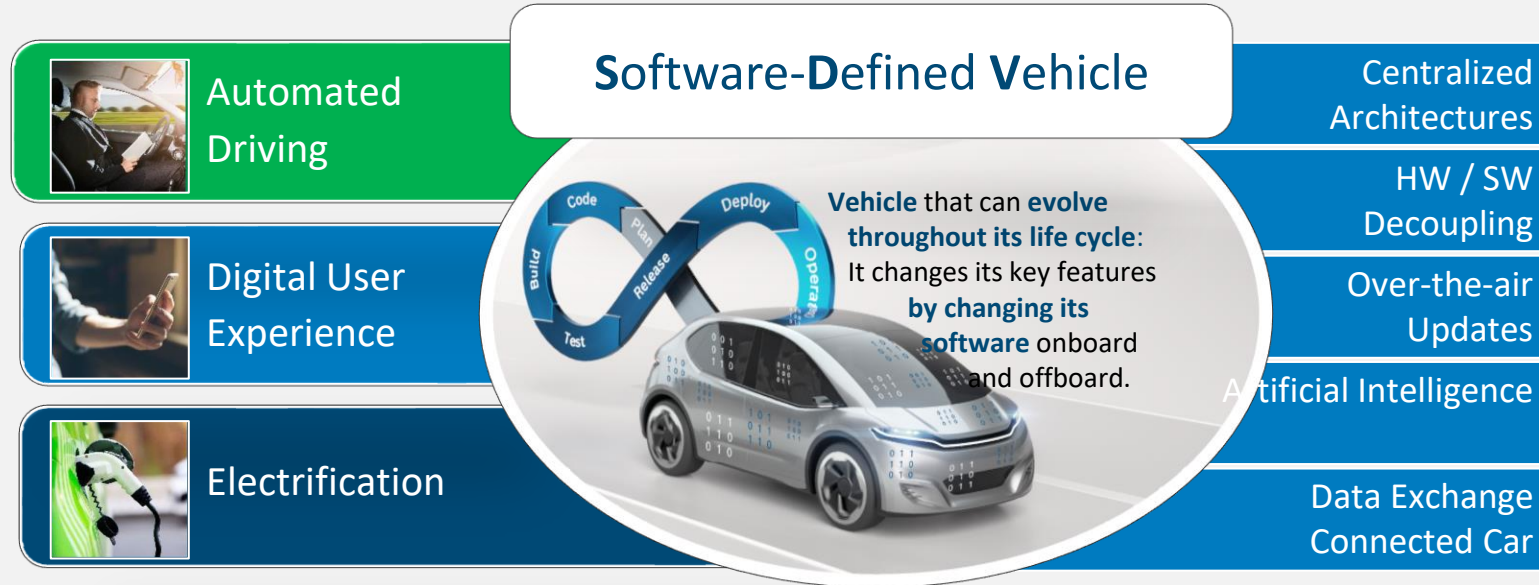 Software-Defined Vehicle
Automated
Driving
Digital User
Experience
Electrification
Code
Plan
Deploy
Build
Release
Test
Vehicle that can evolve
throughout its life cycle:
It changes its key features
by changing its
software onboard
and offboard.
Centralized
Architectures
HW / SW
Decoupling
Over-the-air
Updates
Artificial Intelligence
Data Exchange
Connected Car